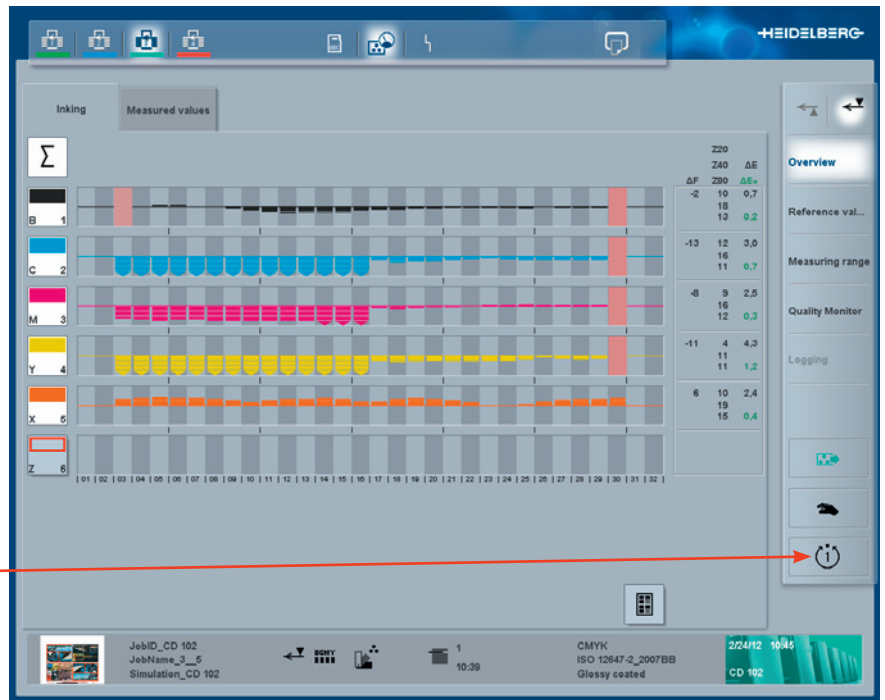 HEIDELBERG
Inking
Measured values
Overview
Reference val...
Measuring range
Quality Monitor
Logging
Σ
Z20
Z40 ΔE
ΔF Z80 ΔE₀
B 1
-2 10 0,7
18
13 0,2
C 2
-13 12 3,0
16
11 0,7
M 3
-8 9 2,5
16
12 0,3
Y 4
-11 4 4,3
11
11 1,2
X 5
6 10 2,4
19
15 0,4
Z 6
| 01 | 02 | 03 | 04 | 05 | 06 | 07 | 08 | 09 | 10 | 11 | 12 | 13 | 14 | 15 | 16 | 17 | 18 | 19 | 20 | 21 | 22 | 23 | 24 | 25 | 26 | 27 | 28 | 29 | 30 | 31 | 32 |
1
JobID_CD 102
JobName_3__5
Simulation_CD 102
BCMY
1
10:39
CMYK
ISO 12647-2_2007BB
Glossy coated
2/24/12 10:45
CD 102